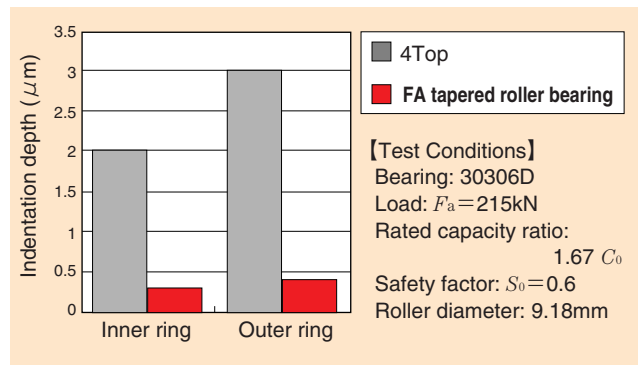 Indentation depth (μm)
3.5
3
2.5
2
1.5
1
0.5
0
Inner ring
Outer ring
4Top
FA tapered roller bearing
【Test Conditions】
Bearing: 30306D
Load: Fa＝215kN
Rated capacity ratio:
1.67 C0
Safety factor: S0＝0.6
Roller diameter: 9.18mm